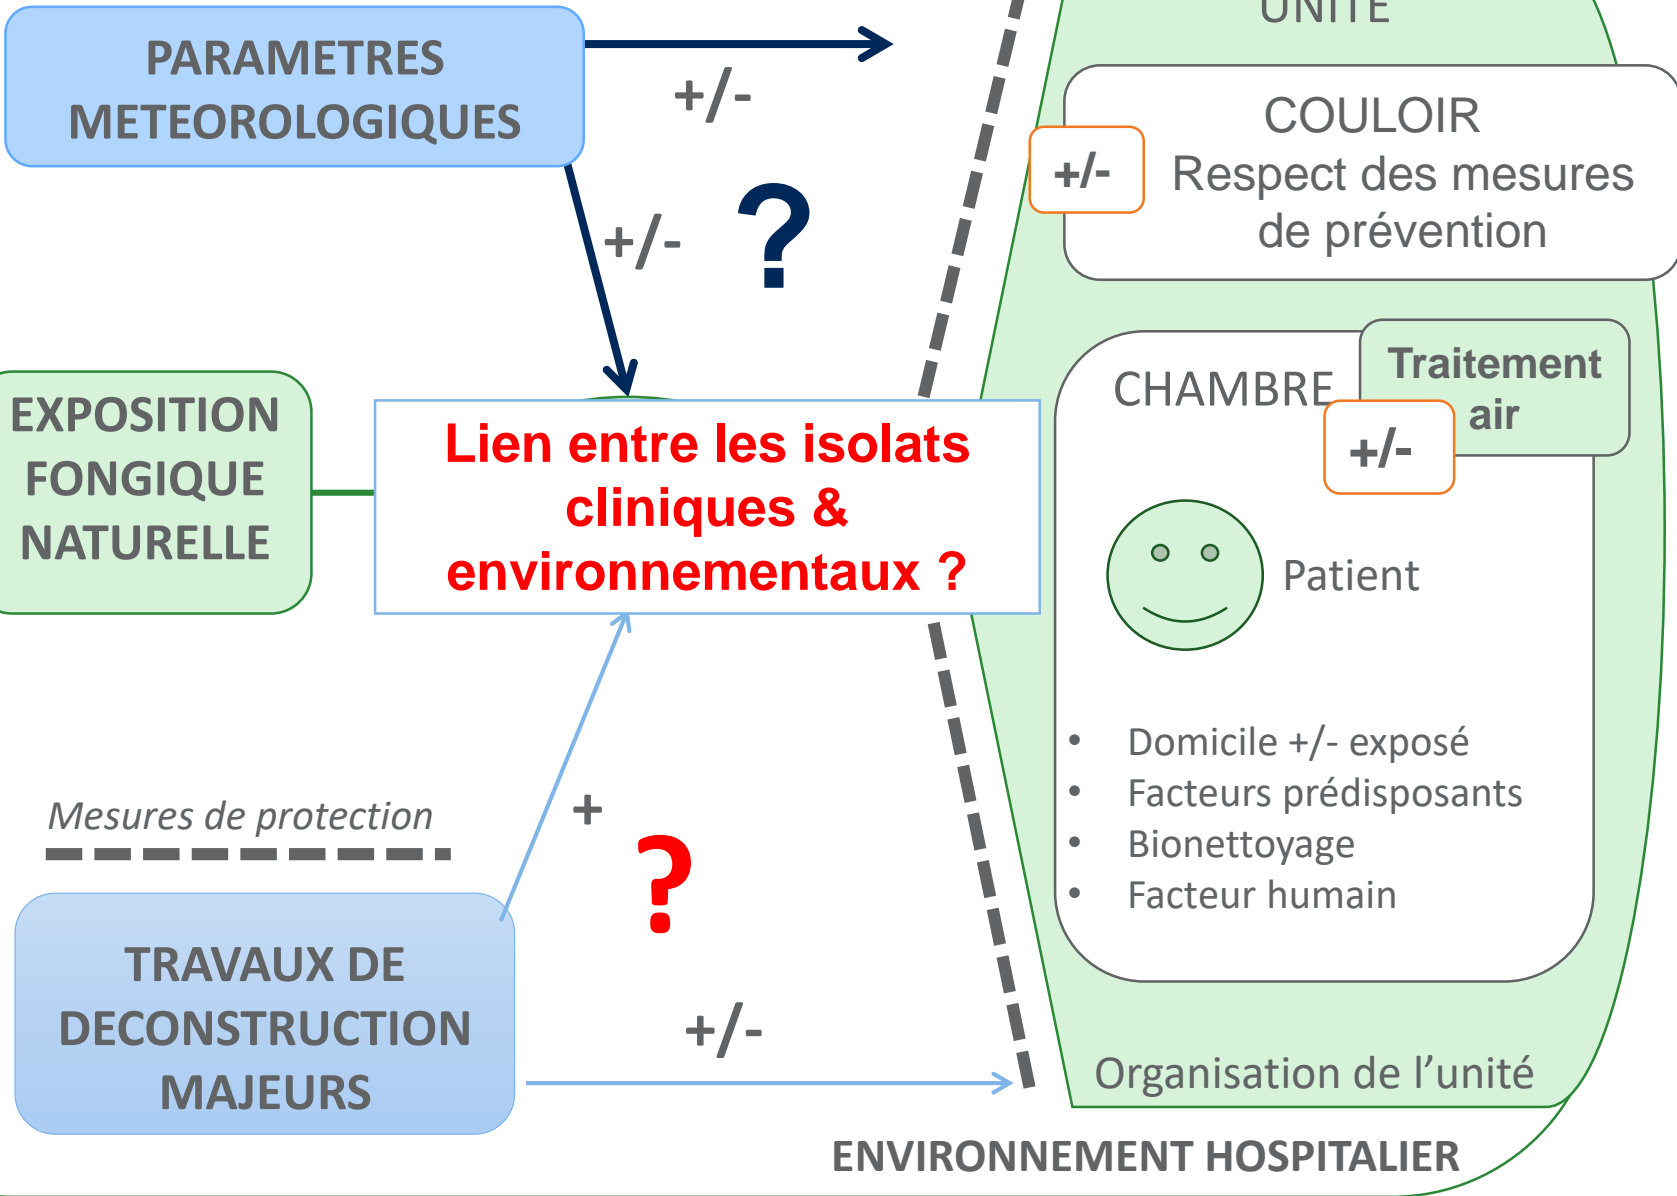 UNITE
PARAMETRES
METEOROLOGIQUES
+/-
+/-
?
COULOIR
Respect des mesures
de prévention
+/-
EXPOSITION
FONGIQUE
NATURELLE
Lien entre les isolats
cliniques &
environnementaux ?
CHAMBRE
Traitement
air
+/-
Patient
• Domicile +/- exposé
• Facteurs prédisposants
• Bionettoyage
• Facteur humain
Mesures de protection
+
?
+/-
TRAVAUX DE
DECONSTRUCTION
MAJEURS
Organisation de l’unité
ENVIRONNEMENT HOSPITALIER